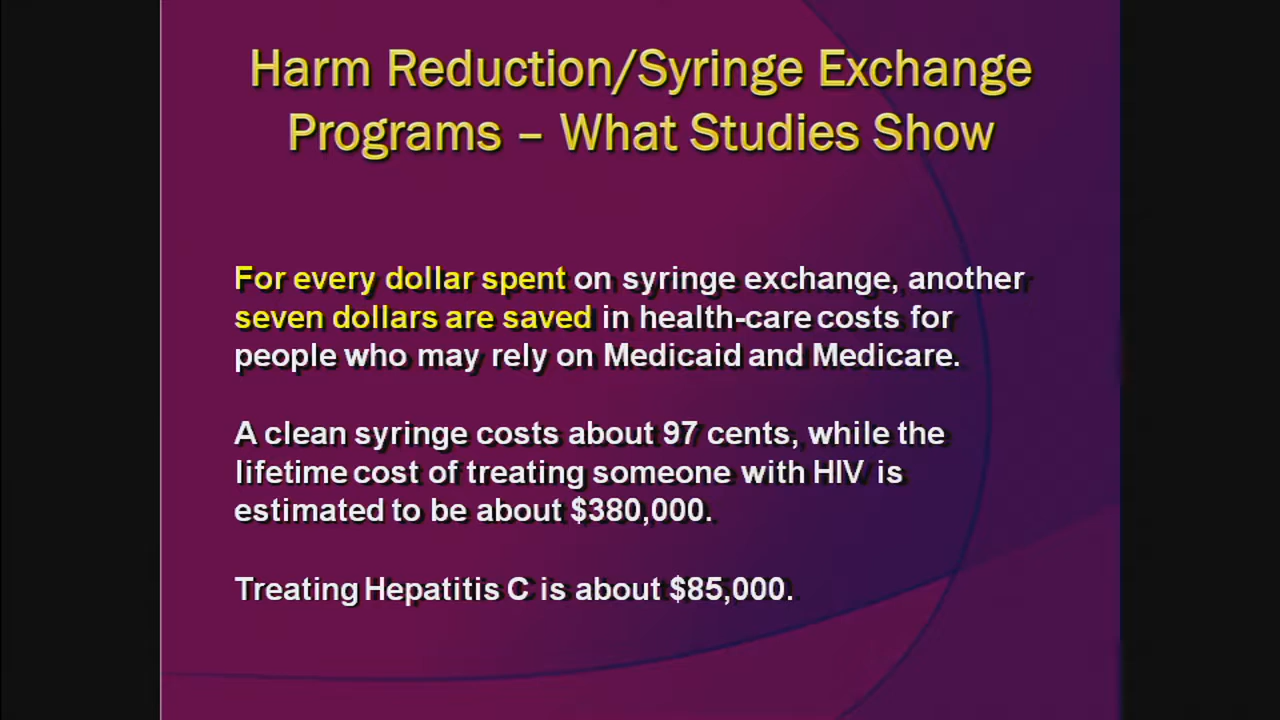 Harm Reduction/Syringe Exchange
Programs – What Studies Show
For every dollar spent on syringe exchange, another
seven dollars are saved in health-care costs for
people who may rely on Medicaid and Medicare.
A clean syringe costs about 97 cents, while the
lifetime cost of treating someone with HIV is
estimated to be about $380,000.
Treating Hepatitis C is about $85,000.